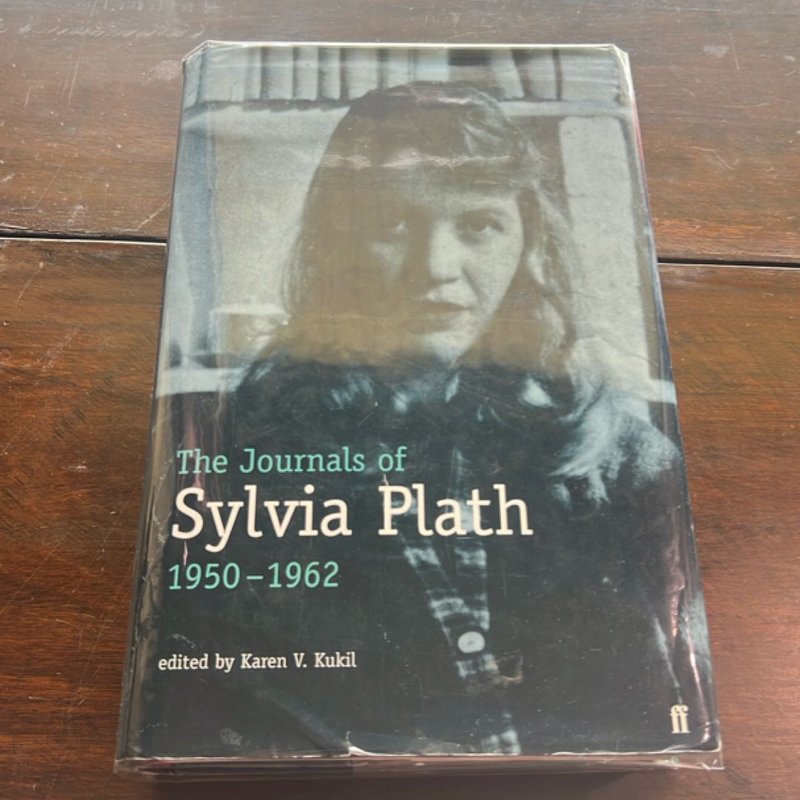 The Journals of
Sylvia Plath
1950–1962
edited by Karen V. Kukil
ff